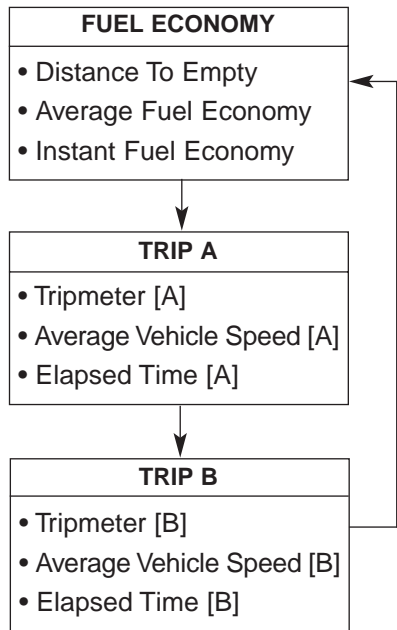 FUEL ECONOMY
• Distance To Empty
• Average Fuel Economy
• Instant Fuel Economy
TRIP A
• Tripmeter [A]
• Average Vehicle Speed [A]
• Elapsed Time [A]
TRIP B
• Tripmeter [B]
• Average Vehicle Speed [B]
• Elapsed Time [B]